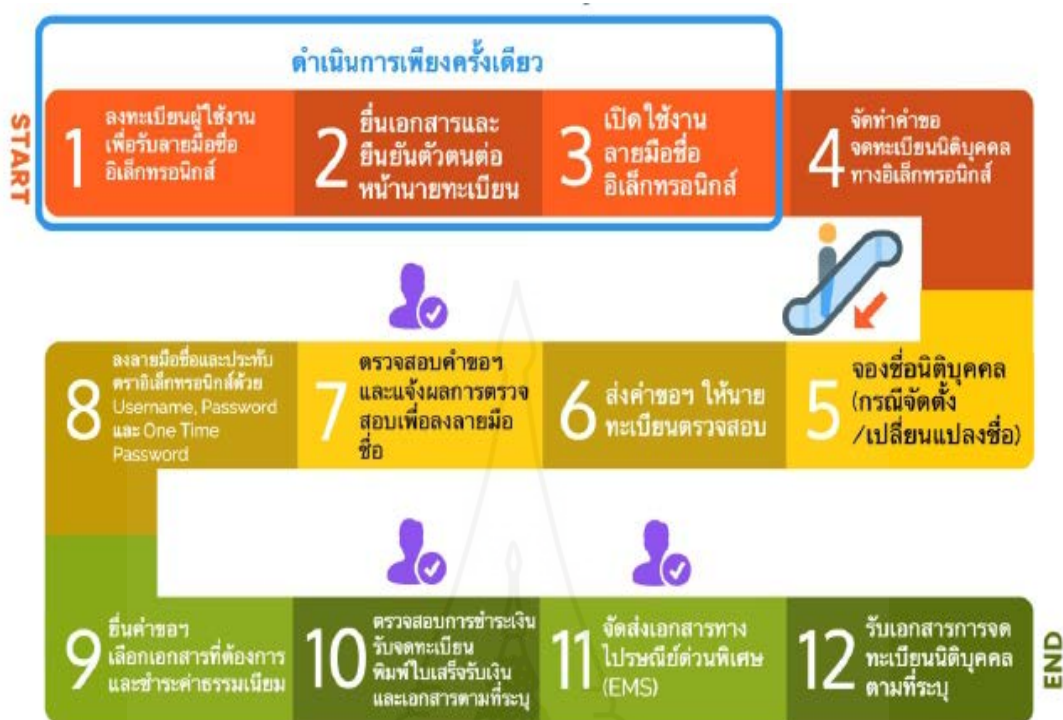 ดำเนินการเพียงครั้งเดียว
START
1
ลงทะเบียนผู้ใช้งาน
เพื่อรับลายมือชื่อ
อิเล็กทรอนิกส์
2
ยื่นเอกสารและ
ยืนยันตัวตนต่อ
หน้านายทะเบียน
3
เปิดใช้งาน
ลายมือชื่อ
อิเล็กทรอนิกส์
4
จัดทำคำขอ
จดทะเบียนนิติบุคคล
ทางอิเล็กทรอนิกส์
5
จองชื่อนิติบุคคล
(กรณีจัดตั้ง
/เปลี่ยนแปลงชื่อ)
6
ส่งคำขอฯ ให้นาย
ทะเบียนตรวจสอบ
7
ตรวจสอบคำขอฯ
และแจ้งผลการตรวจ
สอบเพื่อลงลายมือ
ชื่อ
8
ลงลายมือชื่อและประทับ
ตราอิเล็กทรอนิกส์ด้วย
Username, Password
และ One Time
Password
9
ยื่นคำขอฯ
เลือกเอกสารที่ต้องการ
และชำระค่าธรรมเนียม
10
ตรวจสอบการชำระเงิน
รับจดทะเบียน
พิมพ์ใบเสร็จรับเงิน
และเอกสารตามที่ระบุ
11
จัดส่งเอกสารทาง
ไปรษณีย์ด่วนพิเศษ
(EMS)
12
รับเอกสารการจด
ทะเบียนนิติบุคคล
ตามที่ระบุ
END